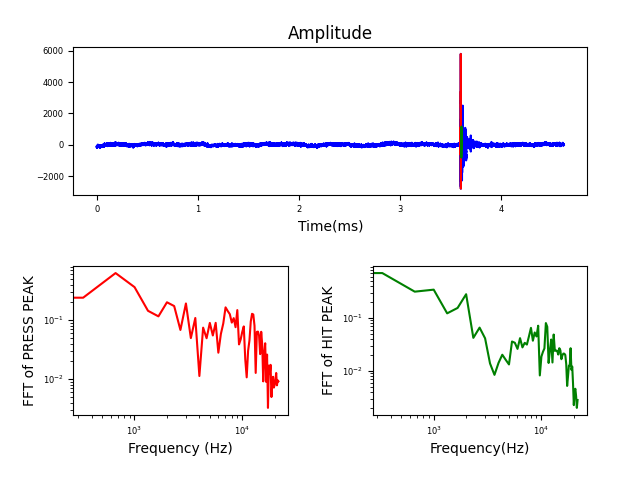 Amplitude
6000
4000
2000
0
−2000
0 1 2 3 4
Time(ms)
FFT of PRESS PEAK
10⁻¹
10⁻²
10³ 10⁴
Frequency (Hz)
FFT of HIT PEAK
10⁻¹
10⁻²
10³ 10⁴
Frequency(Hz)